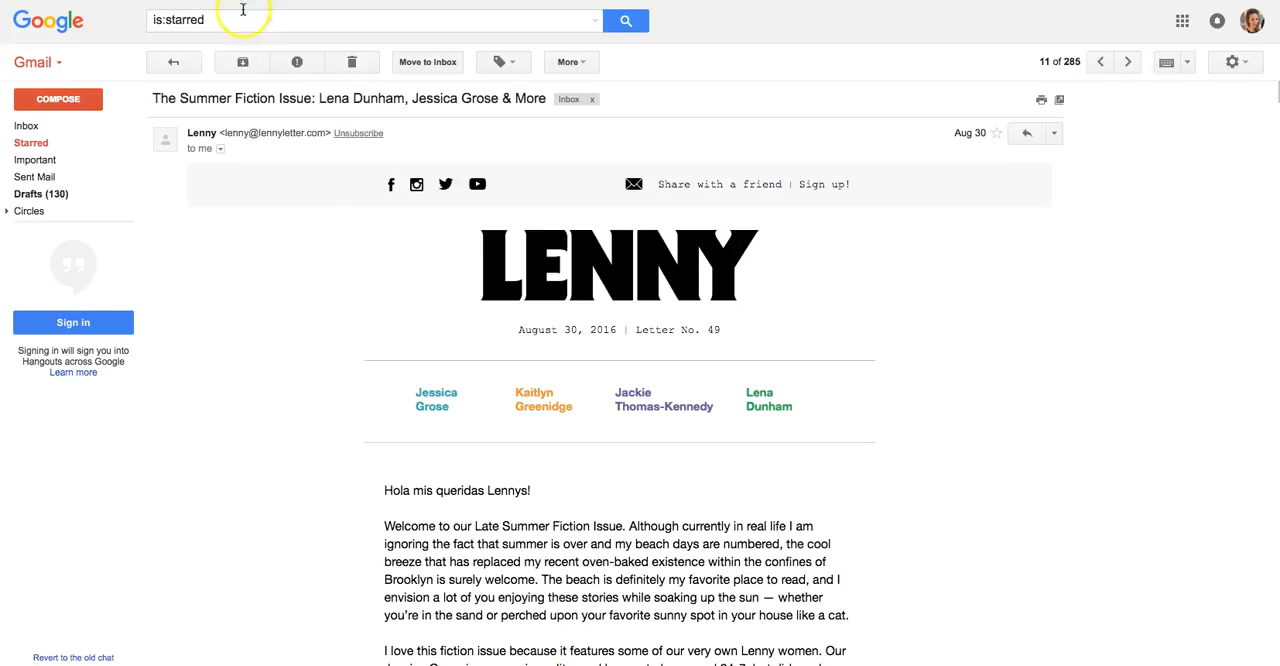 Google
is:starred
Gmail
Move to Inbox
More
11 of 285
COMPOSE
Inbox
Starred
Important
Sent Mail
Drafts (130)
Circles
Sign in
Signing in will sign you into
Hangouts across Google
Learn more
Revert to the old chat
The Summer Fiction Issue: Lena Dunham, Jessica Grose & More
Inbox x
Lenny <lenny@lennyletter.com> Unsubscribe
Aug 30
to me
Share with a friend | Sign up!
LENNY
August 30, 2016 | Letter No. 49
Jessica
Grose
Kaitlyn
Greenidge
Jackie
Thomas-Kennedy
Lena
Dunham
Hola mis queridas Lennys!
Welcome to our Late Summer Fiction Issue. Although currently in real life I am
ignoring the fact that summer is over and my beach days are numbered, the cool
breeze that has replaced my recent oven-baked existence within the confines of
Brooklyn is surely welcome. The beach is definitely my favorite place to read, and I
envision a lot of you enjoying these stories while soaking up the sun — whether
you're in the sand or perched upon your favorite sunny spot in your house like a cat.
I love this fiction issue because it features some of our very own Lenny women. Our